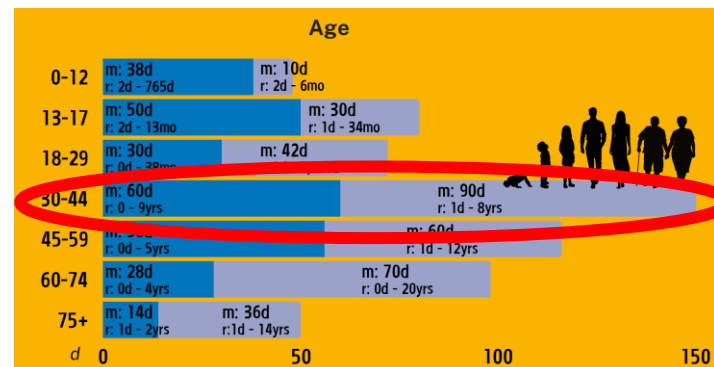 Age
0-12 m: 38d m: 10d
r: 2d - 765d r: 2d - 6mo
13-17 m: 50d m: 30d
r: 2d - 13mo r: 1d - 34mo
18-29 m: 30d m: 42d
r: 0d - 38mo
30-44 m: 60d m: 90d
r: 0 - 9yrs r: 1d - 8yrs
45-59 m: 60d
r: 0d - 5yrs r: 1d - 12yrs
60-74 m: 28d m: 70d
r: 0d - 4yrs r: 0d - 20yrs
75+ m: 14d m: 36d
r: 1d - 2yrs r:1d - 14yrs
d 0 50 100 150